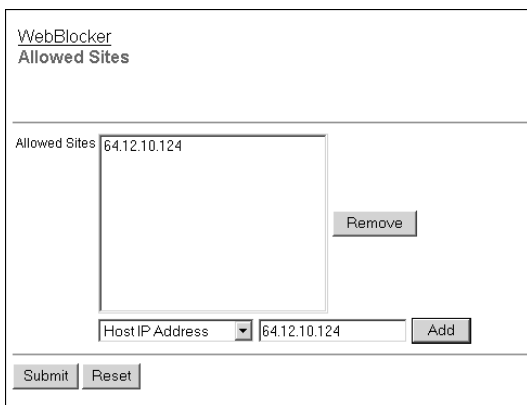 WebBlocker
Allowed Sites
Allowed Sites
64.12.10.124
Remove
Host IP Address 64.12.10.124 Add
Submit Reset